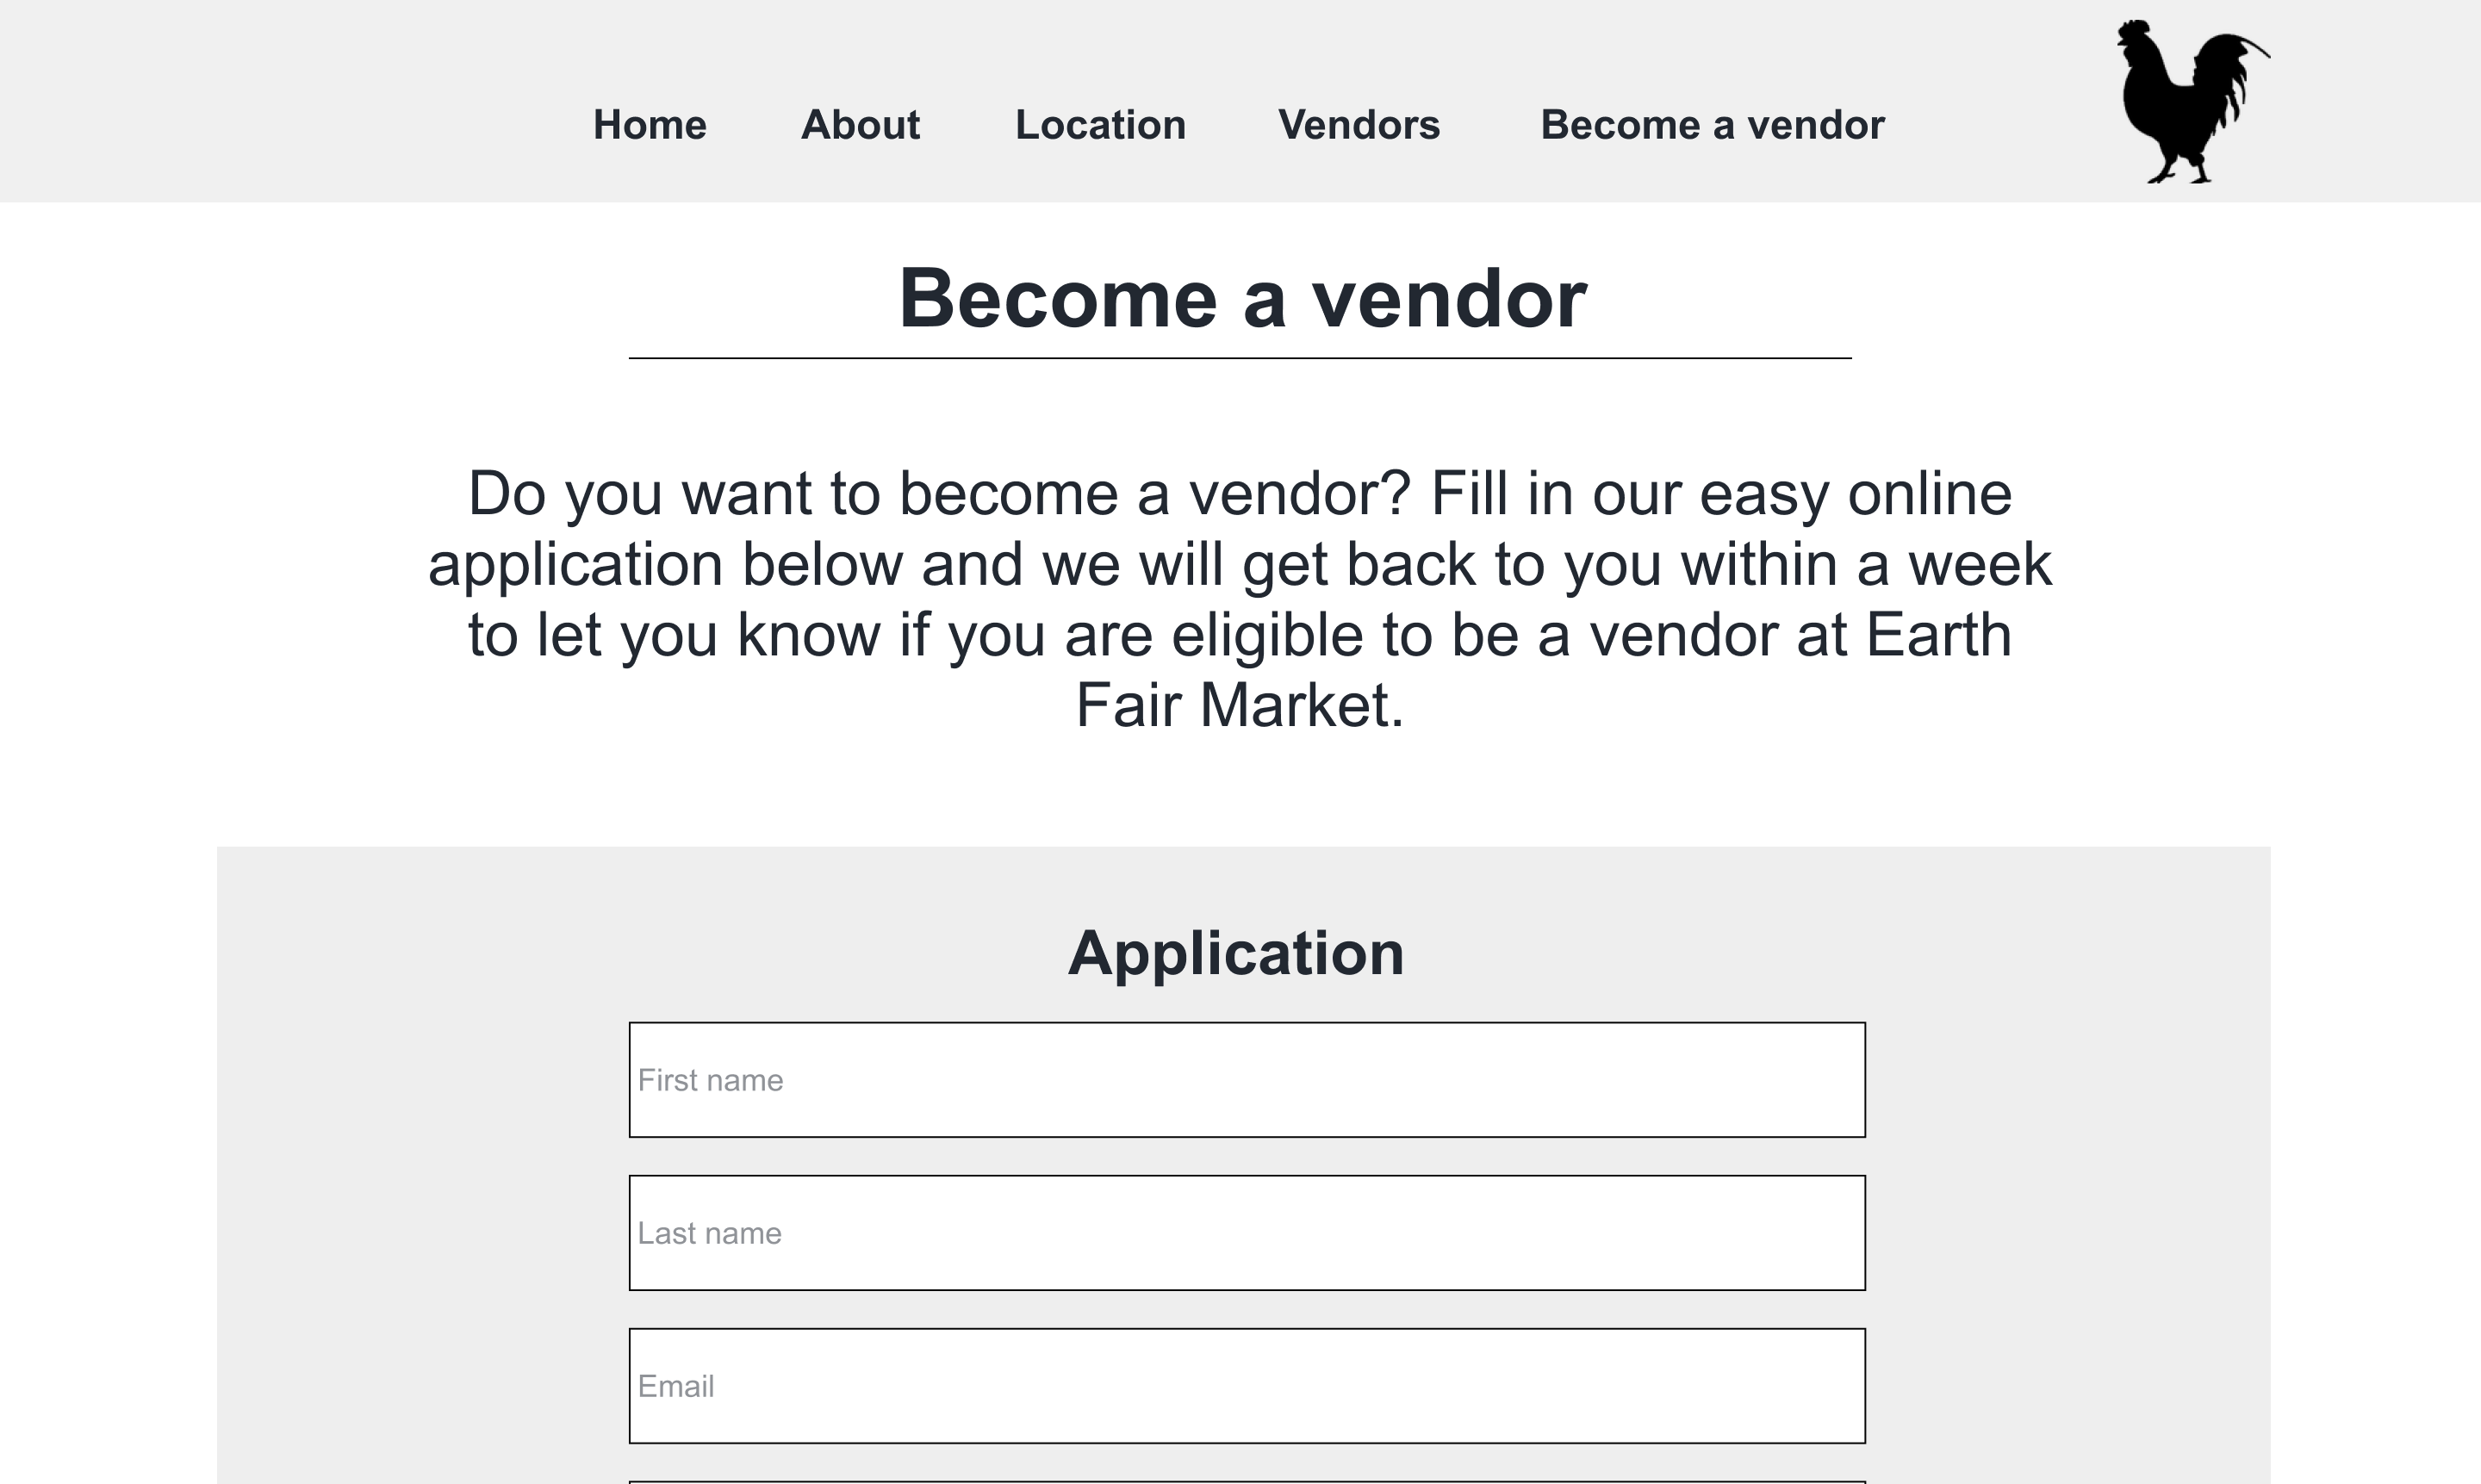 Home About Location Vendors Become a vendor
Become a vendor
Do you want to become a vendor? Fill in our easy online
application below and we will get back to you within a week
to let you know if you are eligible to be a vendor at Earth
Fair Market.
Application
First name
Last name
Email